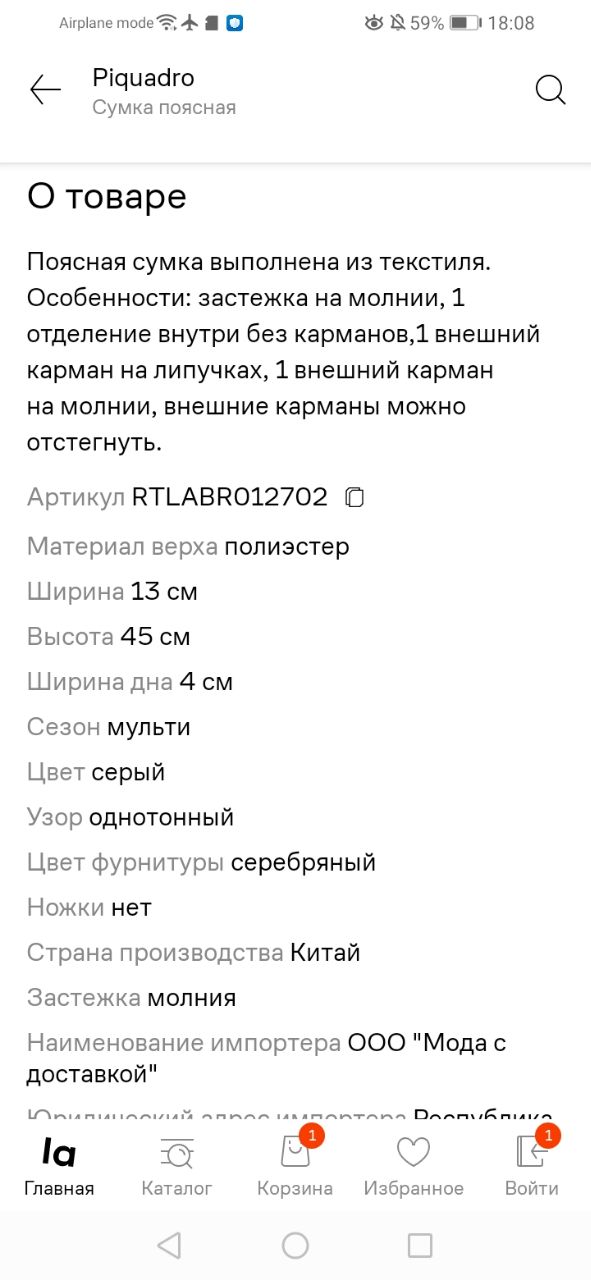 Airplane mode 59% 18:08
Piquadro
Сумка поясная
О товаре
Поясная сумка выполнена из текстиля.
Особенности: застежка на молнии, 1
отделение внутри без карманов,1 внешний
карман на липучках, 1 внешний карман
на молнии, внешние карманы можно
отстегнуть.
Артикул RTLABR012702
Материал верха полиэстер
Ширина 13 см
Высота 45 см
Ширина дна 4 см
Сезон мульти
Цвет серый
Узор однотонный
Цвет фурнитуры серебряный
Ножки нет
Страна производства Китай
Застежка молния
Наименование импортера ООО "Мода с
доставкой"
Юридический адрес импортера Республика
1 1
la
Главная Каталог Корзина Избранное Войти